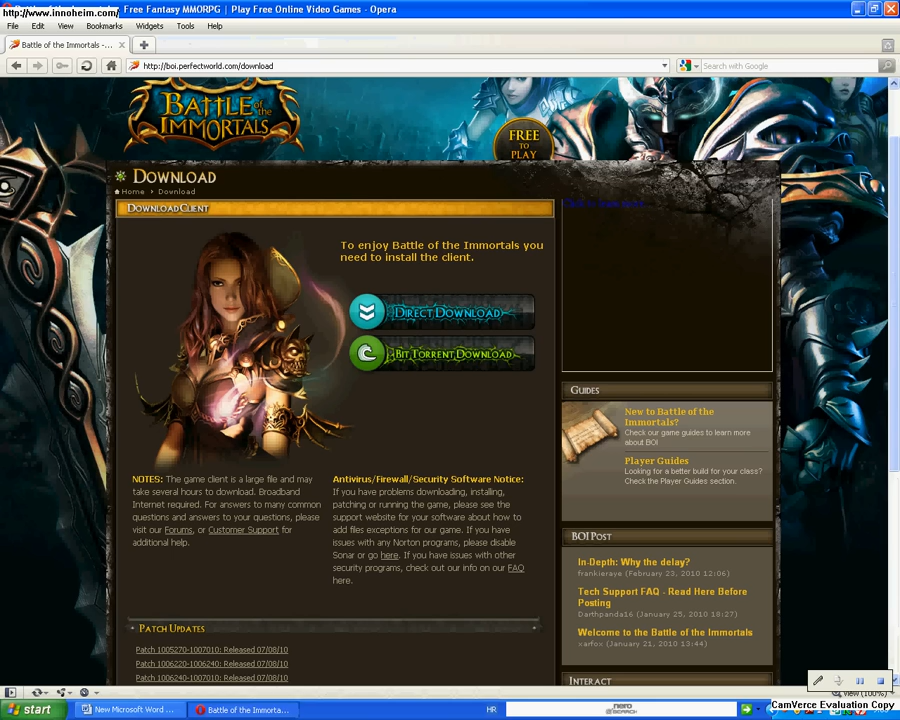 http://www.innoheim.com/
Free Fantasy MMORPG | Play Free Online Video Games - Opera
File Edit View Bookmarks Widgets Tools Help
Battle of the Immortals -...
http://boi.perfectworld.com/download
Search with Google
BATTLE of the IMMORTALS
FREE TO PLAY
DOWNLOAD
Home Download
DOWNLOAD CLIENT
To enjoy Battle of the Immortals you
need to install the client.
DIRECT DOWNLOAD
BIT TORRENT DOWNLOAD
NOTES: The game client is a large file and may
take several hours to download. Broadband
Internet required. For answers to many common
questions and answers to your questions, please
visit our Forums, or Customer Support for
additional help.
Antivirus/Firewall/Security Software Notice:
If you have problems downloading, installing,
patching or running the game, please see the
support website for your software about how to
add files exceptions for our game. If you have
issues with any Norton programs, please disable
Sonar or go here. If you have issues with other
security programs, check out our info on our FAQ
here.
PATCH UPDATES
Patch 1005270-1007010: Released 07/08/10
Patch 1006220-1006240: Released 07/08/10
Patch 1006240-1007010: Released 07/08/10
GUIDES
New to Battle of the
Immortals?
Check our game guides to learn more
about BOI
Player Guides
Looking for a better build for your class?
Check the Player Guides section.
BOI POST
In-Depth: Why the delay?
frankieraye (February 23, 2010 12:06)
Tech Support FAQ - Read Here Before
Posting
Darthpanda16 (January 25, 2010 18:27)
Welcome to the Battle of the Immortals
xarfox (January 21, 2010 13:44)
INTERACT
View (100%)
start
New Microsoft Word ...
Battle of the Immorta...
HR
nero
SEARCH
CamVerce Evaluation Copy